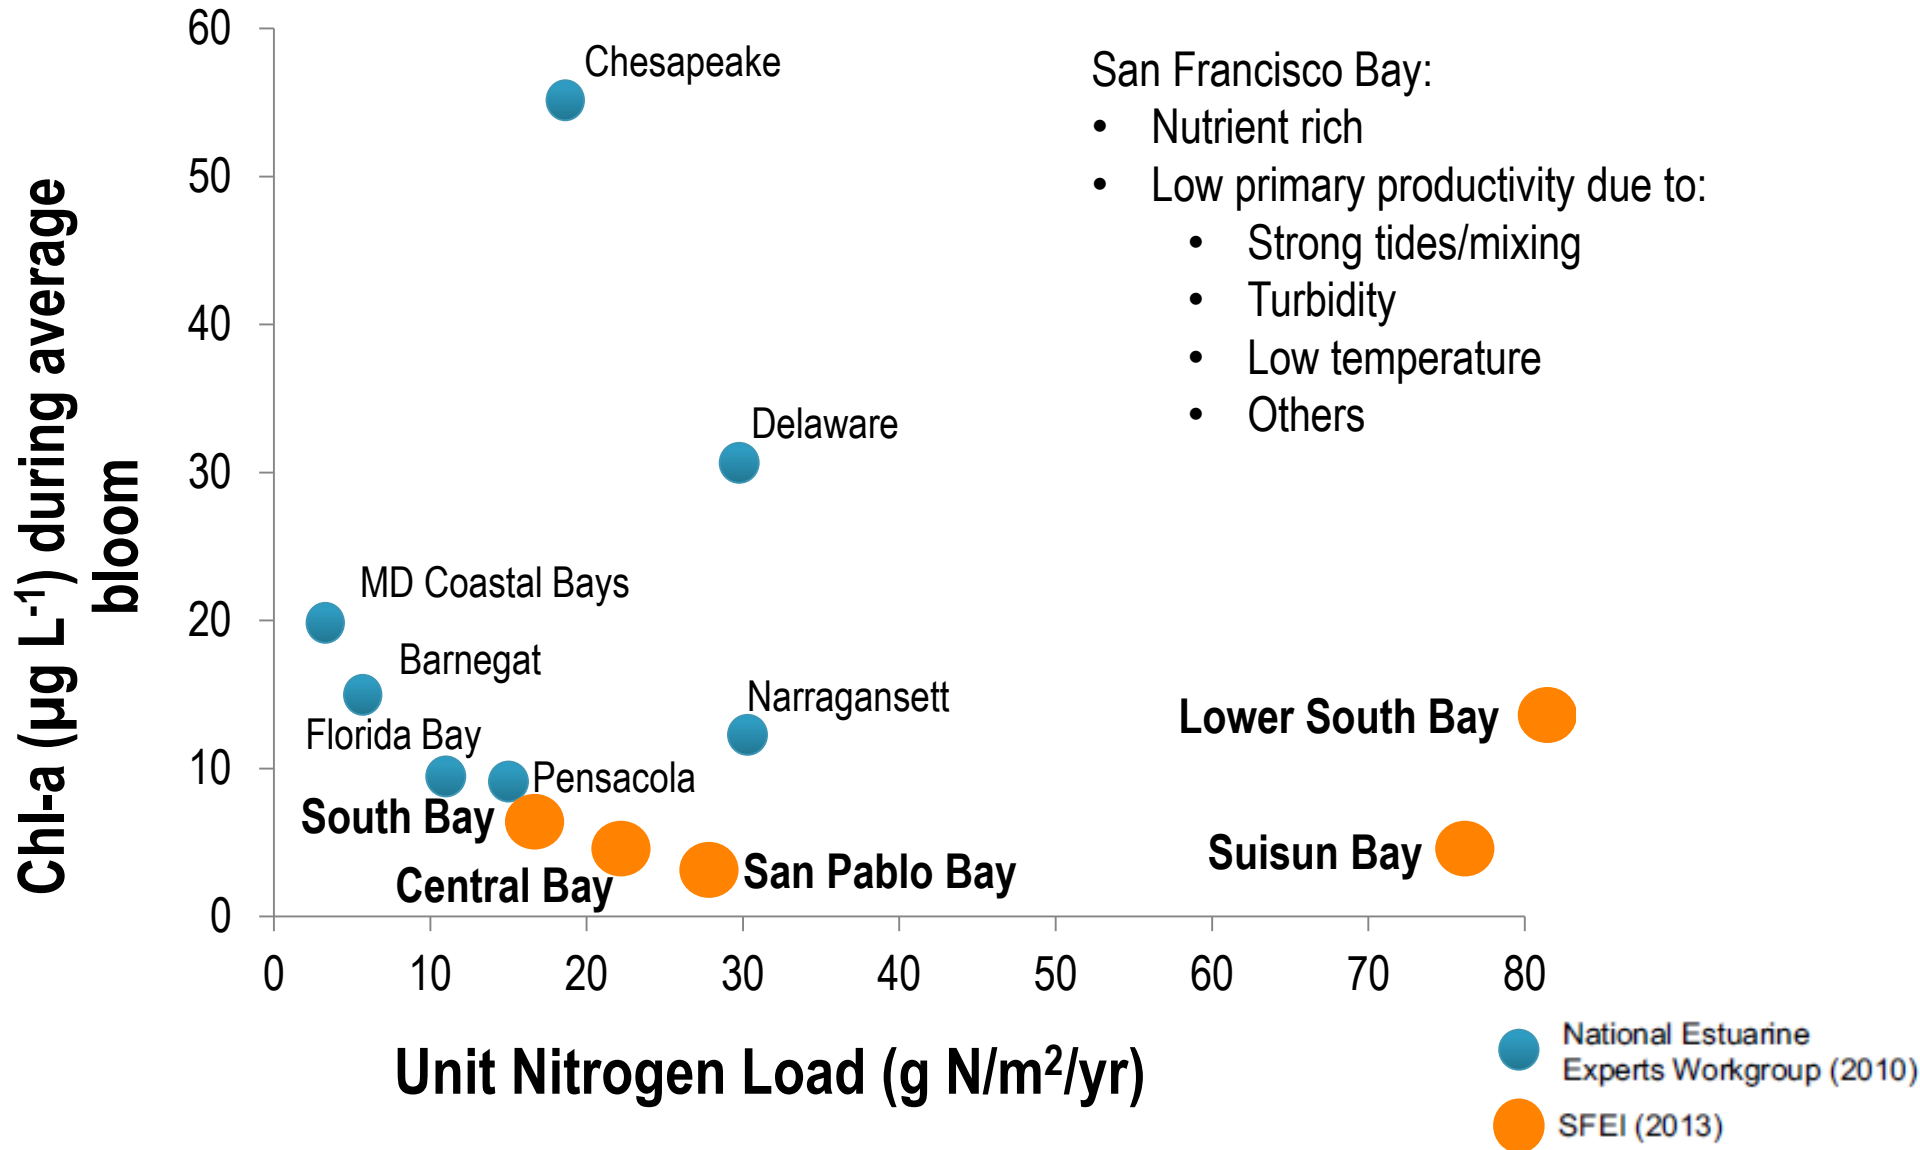 60
Chesapeake
San Francisco Bay:
• Nutrient rich
50
• Low primary productivity due to:
• Strong tides/mixing
• Turbidity
40
• Low temperature
• Others
Delaware
30
MD Coastal Bays
20
Barnegat
Narragansett
Lower South Bay
Florida Bay
10
Pensacola
South Bay
Suisun Bay
San Pablo Bay
Central Bay
0
Chl-a (µg L-1) during average
bloom
0 10 20 30 40 50 60 70 80
Unit Nitrogen Load (g N/m2/yr)
National Estuarine
Experts Workgroup (2010)
SFEI (2013)